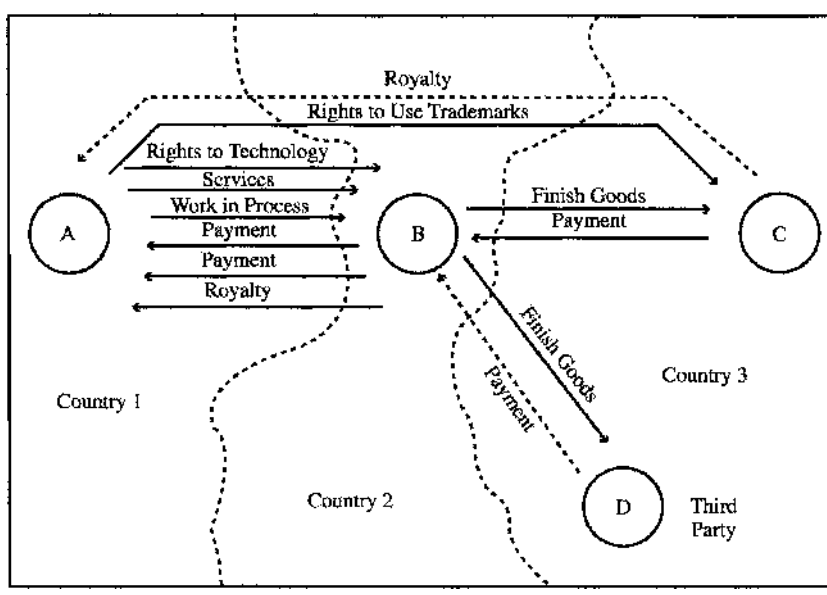 Royalty
Rights to Use Trademarks
Rights to Technology
Services
Work in Process
Payment
Payment
Royalty
A
B
C
Finish Goods
Payment
Finish Goods
Payment
Country 1
Country 2
Country 3
D
Third
Party